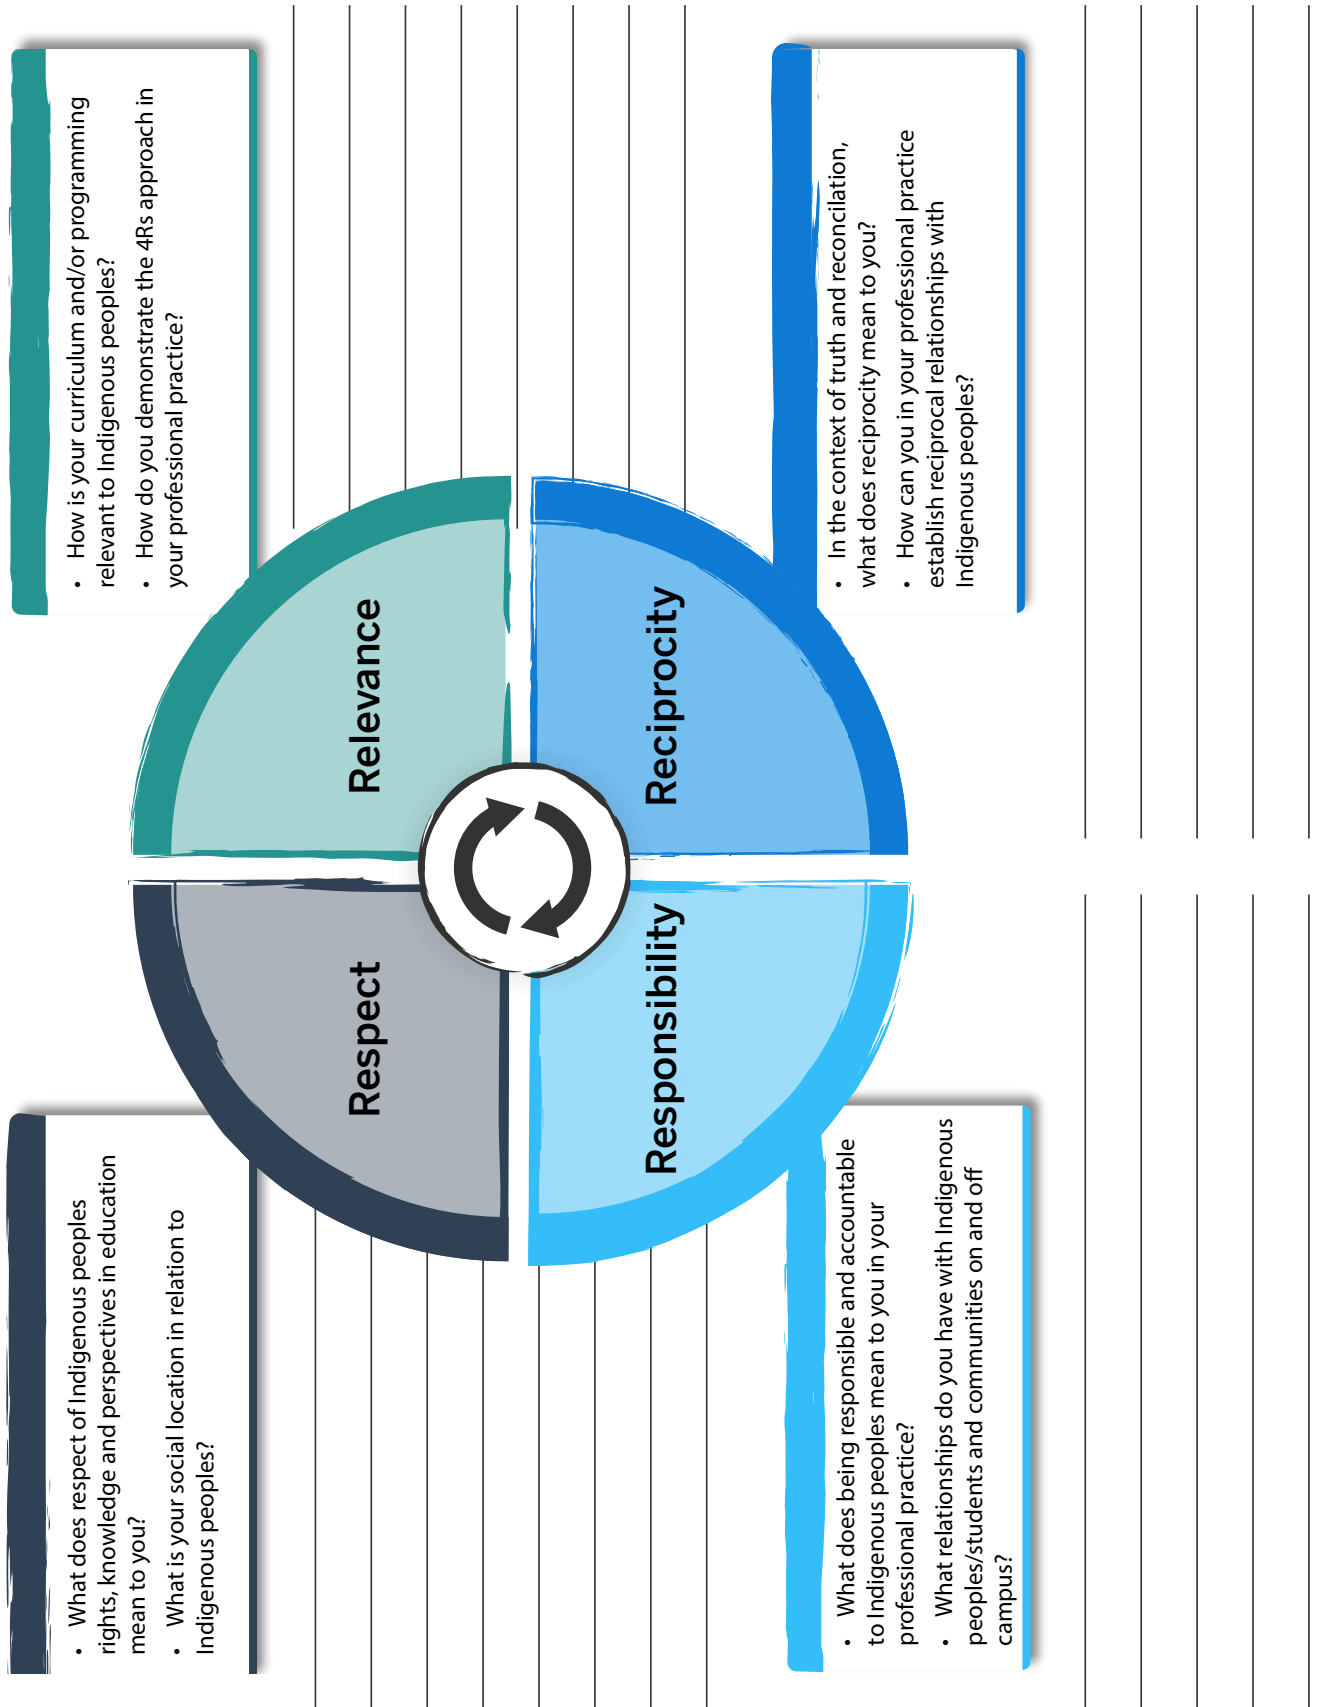 • What does respect of Indigenous peoples
rights, knowledge and perspectives in education
mean to you?
• What is your social location in relation to
Indigenous peoples?
• How is your curriculum and/or programming
relevant to Indigenous peoples?
• How do you demonstrate the 4Rs approach in
your professional practice?
Respect
Relevance
Responsibility
Reciprocity
• What does being responsible and accountable
to Indigenous peoples mean to you in your
professional practice?
• What relationships do you have with Indigenous
peoples/students and communities on and off
campus?
• In the context of truth and reconcilation,
what does reciprocity mean to you?
• How can you in your professional practice
establish reciprocal relationships with
Indigenous peoples?